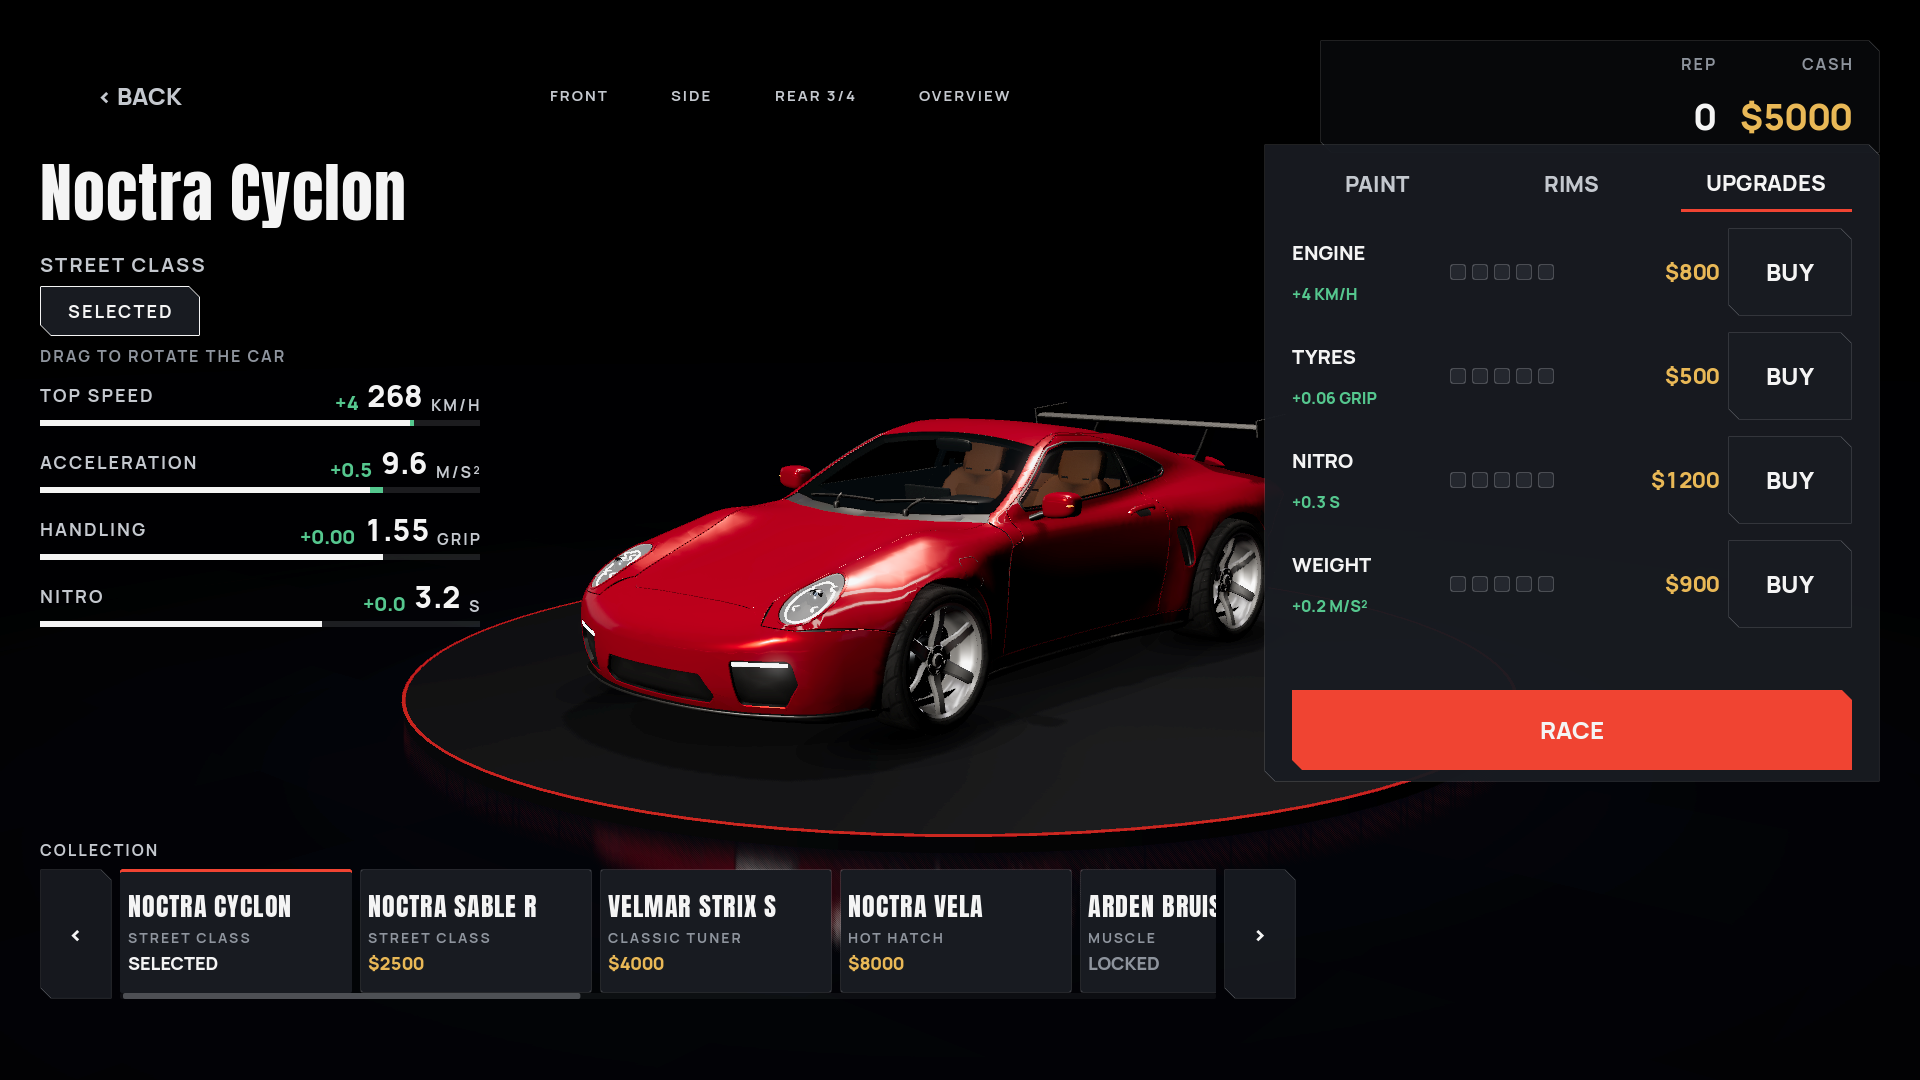 ‹ BACK
FRONT SIDE REAR 3/4 OVERVIEW
REP CASH
0 $5000
Noctra Cyclon
STREET CLASS
SELECTED
DRAG TO ROTATE THE CAR
TOP SPEED +4 268 KM/H
ACCELERATION +0.5 9.6 M/S²
HANDLING +0.00 1.55 GRIP
NITRO +0.0 3.2 S
PAINT RIMS UPGRADES
ENGINE
+4 KM/H
$800 BUY
TYRES
+0.06 GRIP
$500 BUY
NITRO
+0.3 S
$1200 BUY
WEIGHT
+0.2 M/S²
$900 BUY
RACE
COLLECTION
‹
NOCTRA CYCLON
STREET CLASS
SELECTED
NOCTRA SABLE R
STREET CLASS
$2500
VELMAR STRIX S
CLASSIC TUNER
$4000
NOCTRA VELA
HOT HATCH
$8000
ARDEN BRUIS
MUSCLE
LOCKED
›